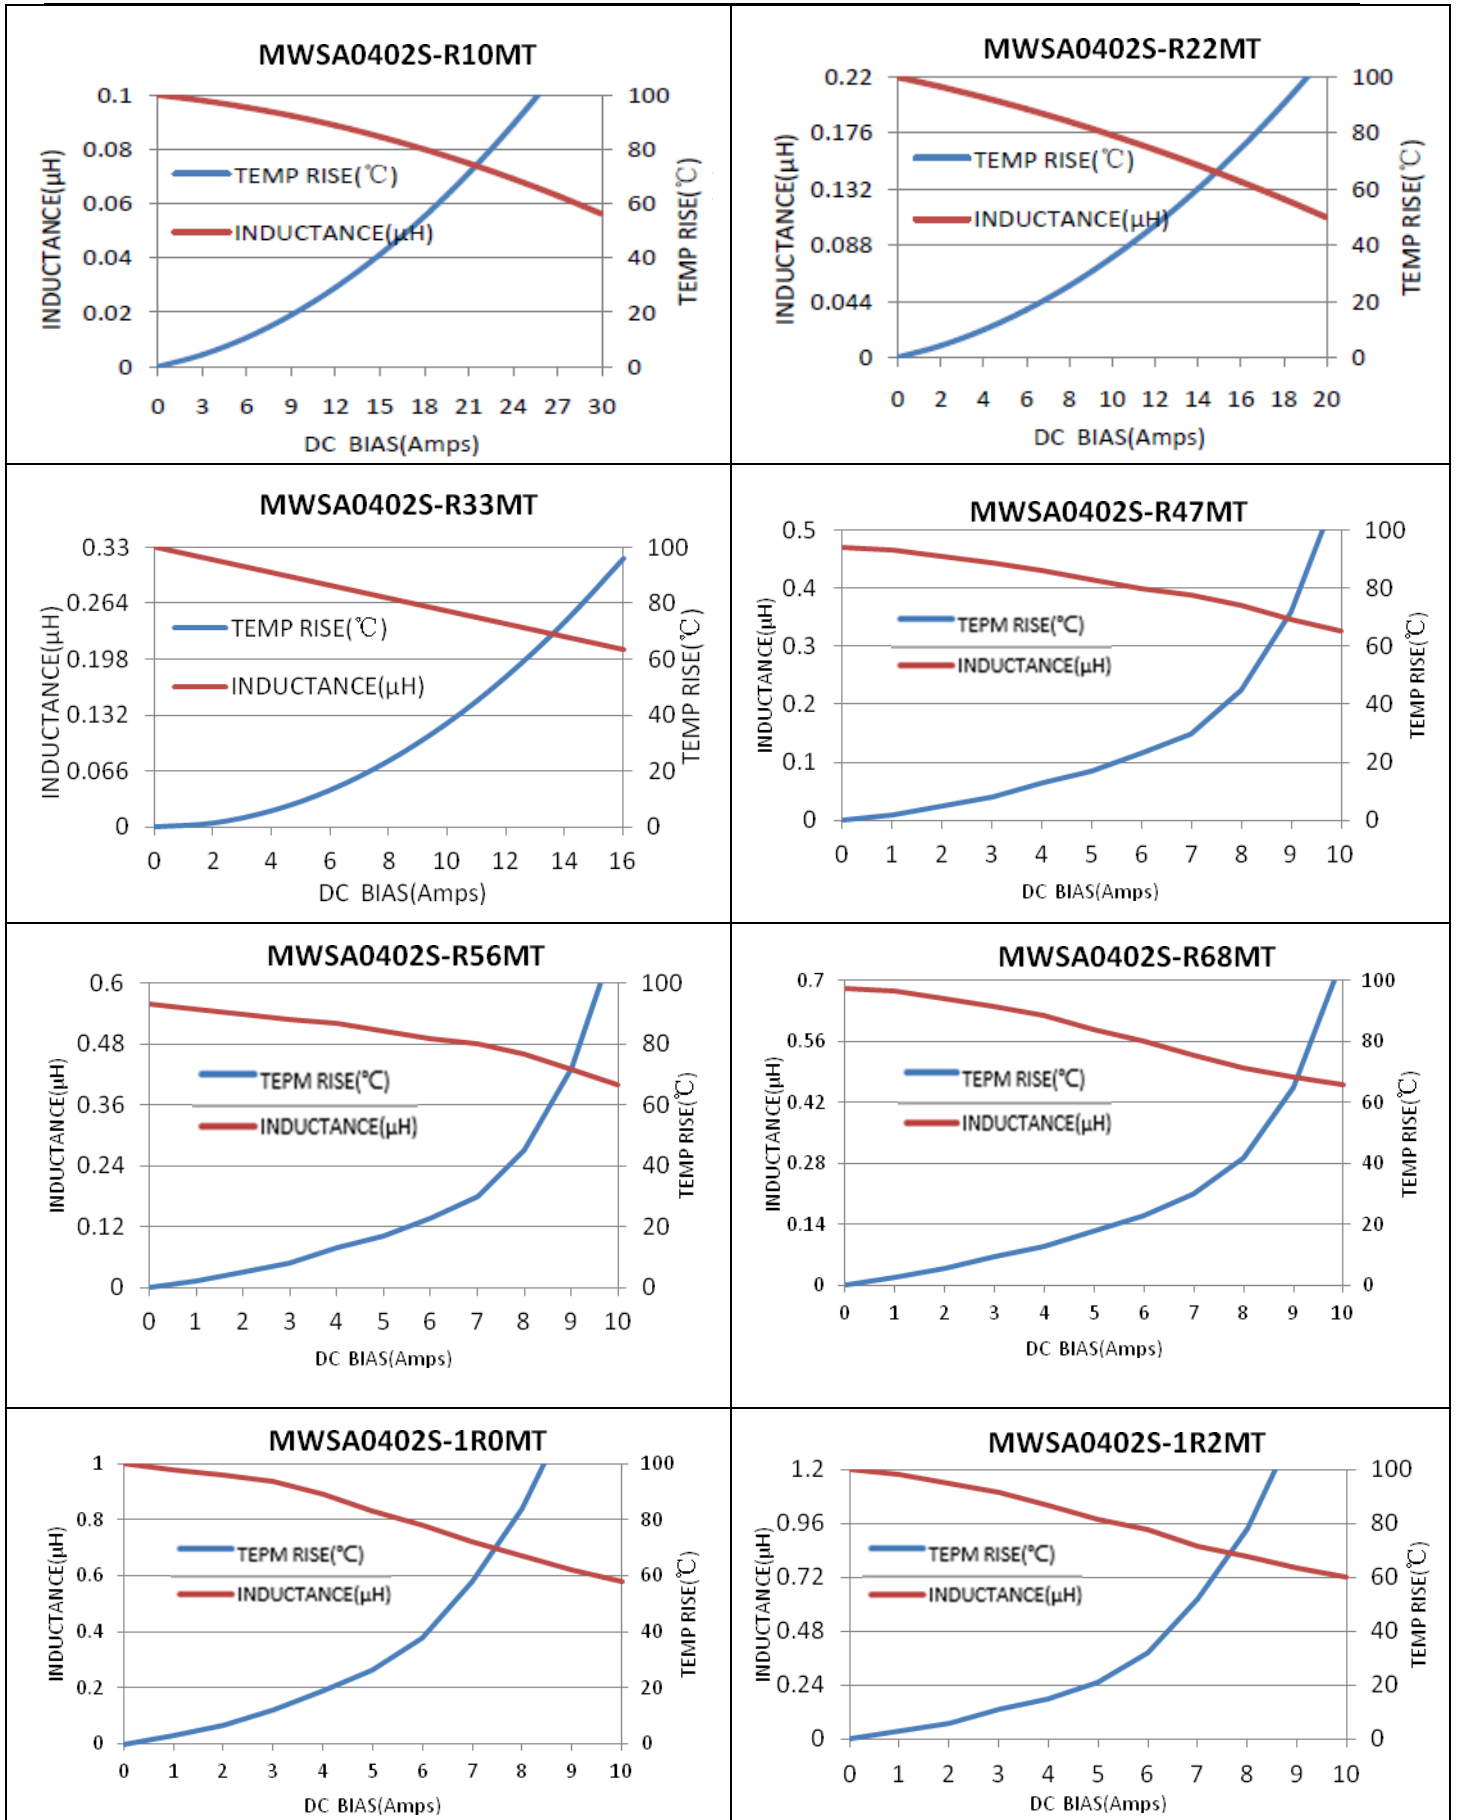 MWSA0402S-R10MT
0.1
0.08
0.06
0.04
0.02
0
100
80
60
40
20
0
INDUCTANCE(μH)
TEMP RISE(℃)
TEMP RISE(℃)
INDUCTANCE(μH)
0 3 6 9 12 15 18 21 24 27 30
DC BIAS(Amps)
MWSA0402S-R22MT
0.22
0.176
0.132
0.088
0.044
0
100
80
60
40
20
0
INDUCTANCE(μH)
TEMP RISE(℃)
TEMP RISE(℃)
INDUCTANCE(μH)
0 2 4 6 8 10 12 14 16 18 20
DC BIAS(Amps)
MWSA0402S-R33MT
0.33
0.264
0.198
0.132
0.066
0
100
80
60
40
20
0
INDUCTANCE(μH)
TEMP RISE(℃)
TEMP RISE(℃)
INDUCTANCE(μH)
0 2 4 6 8 10 12 14 16
DC BIAS(Amps)
MWSA0402S-R47MT
0.5
0.4
0.3
0.2
0.1
0
100
80
60
40
20
0
INDUCTANCE(μH)
TEMP RISE(℃)
TEPM RISE(℃)
INDUCTANCE(μH)
0 1 2 3 4 5 6 7 8 9 10
DC BIAS(Amps)
MWSA0402S-R56MT
0.6
0.48
0.36
0.24
0.12
0
100
80
60
40
20
0
INDUCTANCE(μH)
TEMP RISE(℃)
TEPM RISE(℃)
INDUCTANCE(μH)
0 1 2 3 4 5 6 7 8 9 10
DC BIAS(Amps)
MWSA0402S-R68MT
0.7
0.56
0.42
0.28
0.14
0
100
80
60
40
20
0
INDUCTANCE(μH)
TEMP RISE(℃)
TEPM RISE(℃)
INDUCTANCE(μH)
0 1 2 3 4 5 6 7 8 9 10
DC BIAS(Amps)
MWSA0402S-1R0MT
1
0.8
0.6
0.4
0.2
0
100
80
60
40
20
0
INDUCTANCE(μH)
TEMP RISE(℃)
TEPM RISE(℃)
INDUCTANCE(μH)
0 1 2 3 4 5 6 7 8 9 10
DC BIAS(Amps)
MWSA0402S-1R2MT
1.2
0.96
0.72
0.48
0.24
0
100
80
60
40
20
0
INDUCTANCE(μH)
TEMP RISE(℃)
TEPM RISE(℃)
INDUCTANCE(μH)
0 1 2 3 4 5 6 7 8 9 10
DC BIAS(Amps)